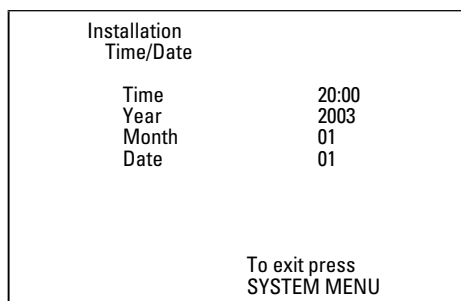 Installation
Time/Date
Time 20:00
Year 2003
Month 01
Date 01
To exit press
SYSTEM MENU